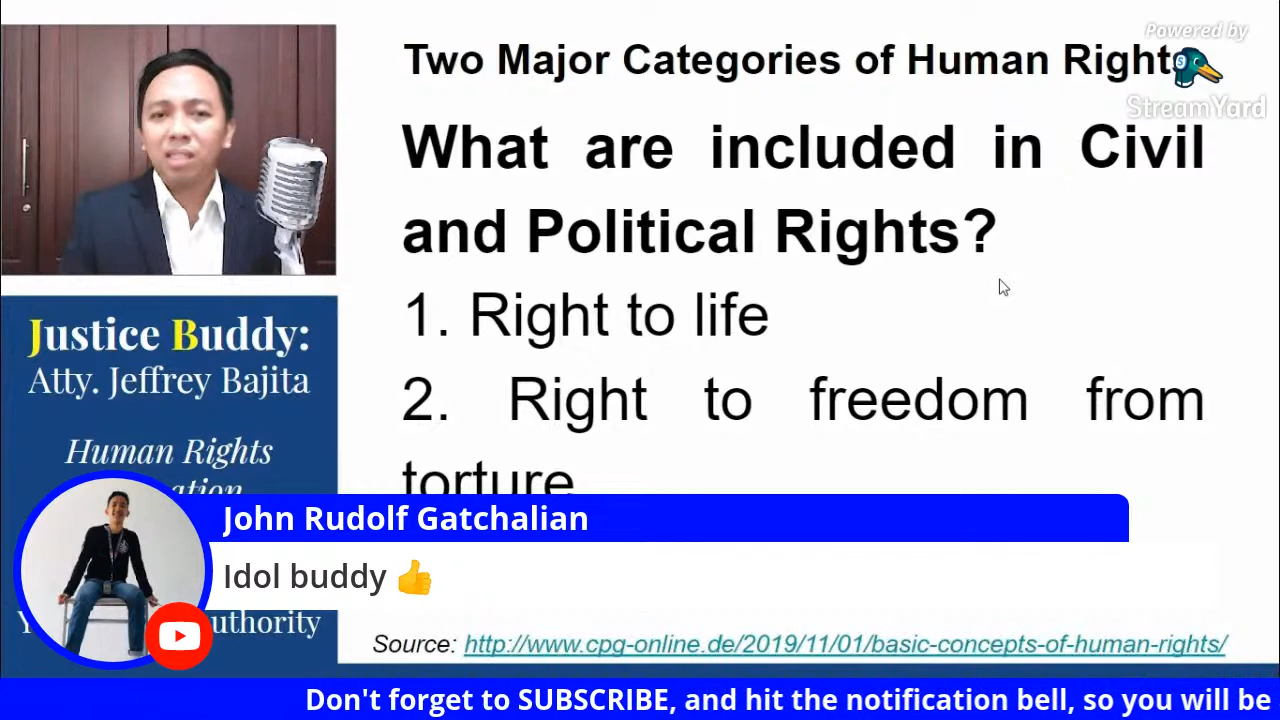 Two Major Categories of Human Rights
Powered by
StreamYard
What are included in Civil
and Political Rights?
1. Right to life
2. Right to freedom from
torture
Justice Buddy:
Atty. Jeffrey Bajita
Human Rights
John Rudolf Gatchalian
Idol buddy 👍
Source: http://www.cpg-online.de/2019/11/01/basic-concepts-of-human-rights/
Don't forget to SUBSCRIBE, and hit the notification bell, so you will be